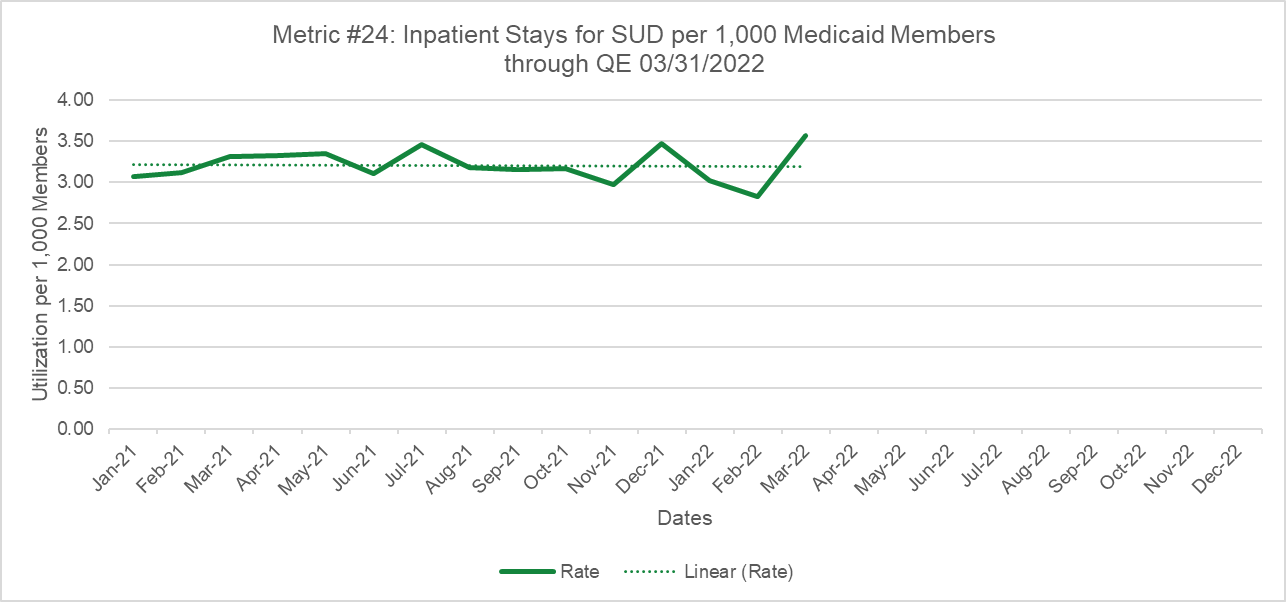 Metric #24: Inpatient Stays for SUD per 1,000 Medicaid Members
through QE 03/31/2022
Utilization per 1,000 Members
4.00
3.50
3.00
2.50
2.00
1.50
1.00
0.50
0.00
Jan-21
Feb-21
Mar-21
Apr-21
May-21
Jun-21
Jul-21
Aug-21
Sep-21
Oct-21
Nov-21
Dec-21
Jan-22
Feb-22
Mar-22
Apr-22
May-22
Jun-22
Jul-22
Aug-22
Sep-22
Oct-22
Nov-22
Dec-22
Dates
Rate
Linear (Rate)